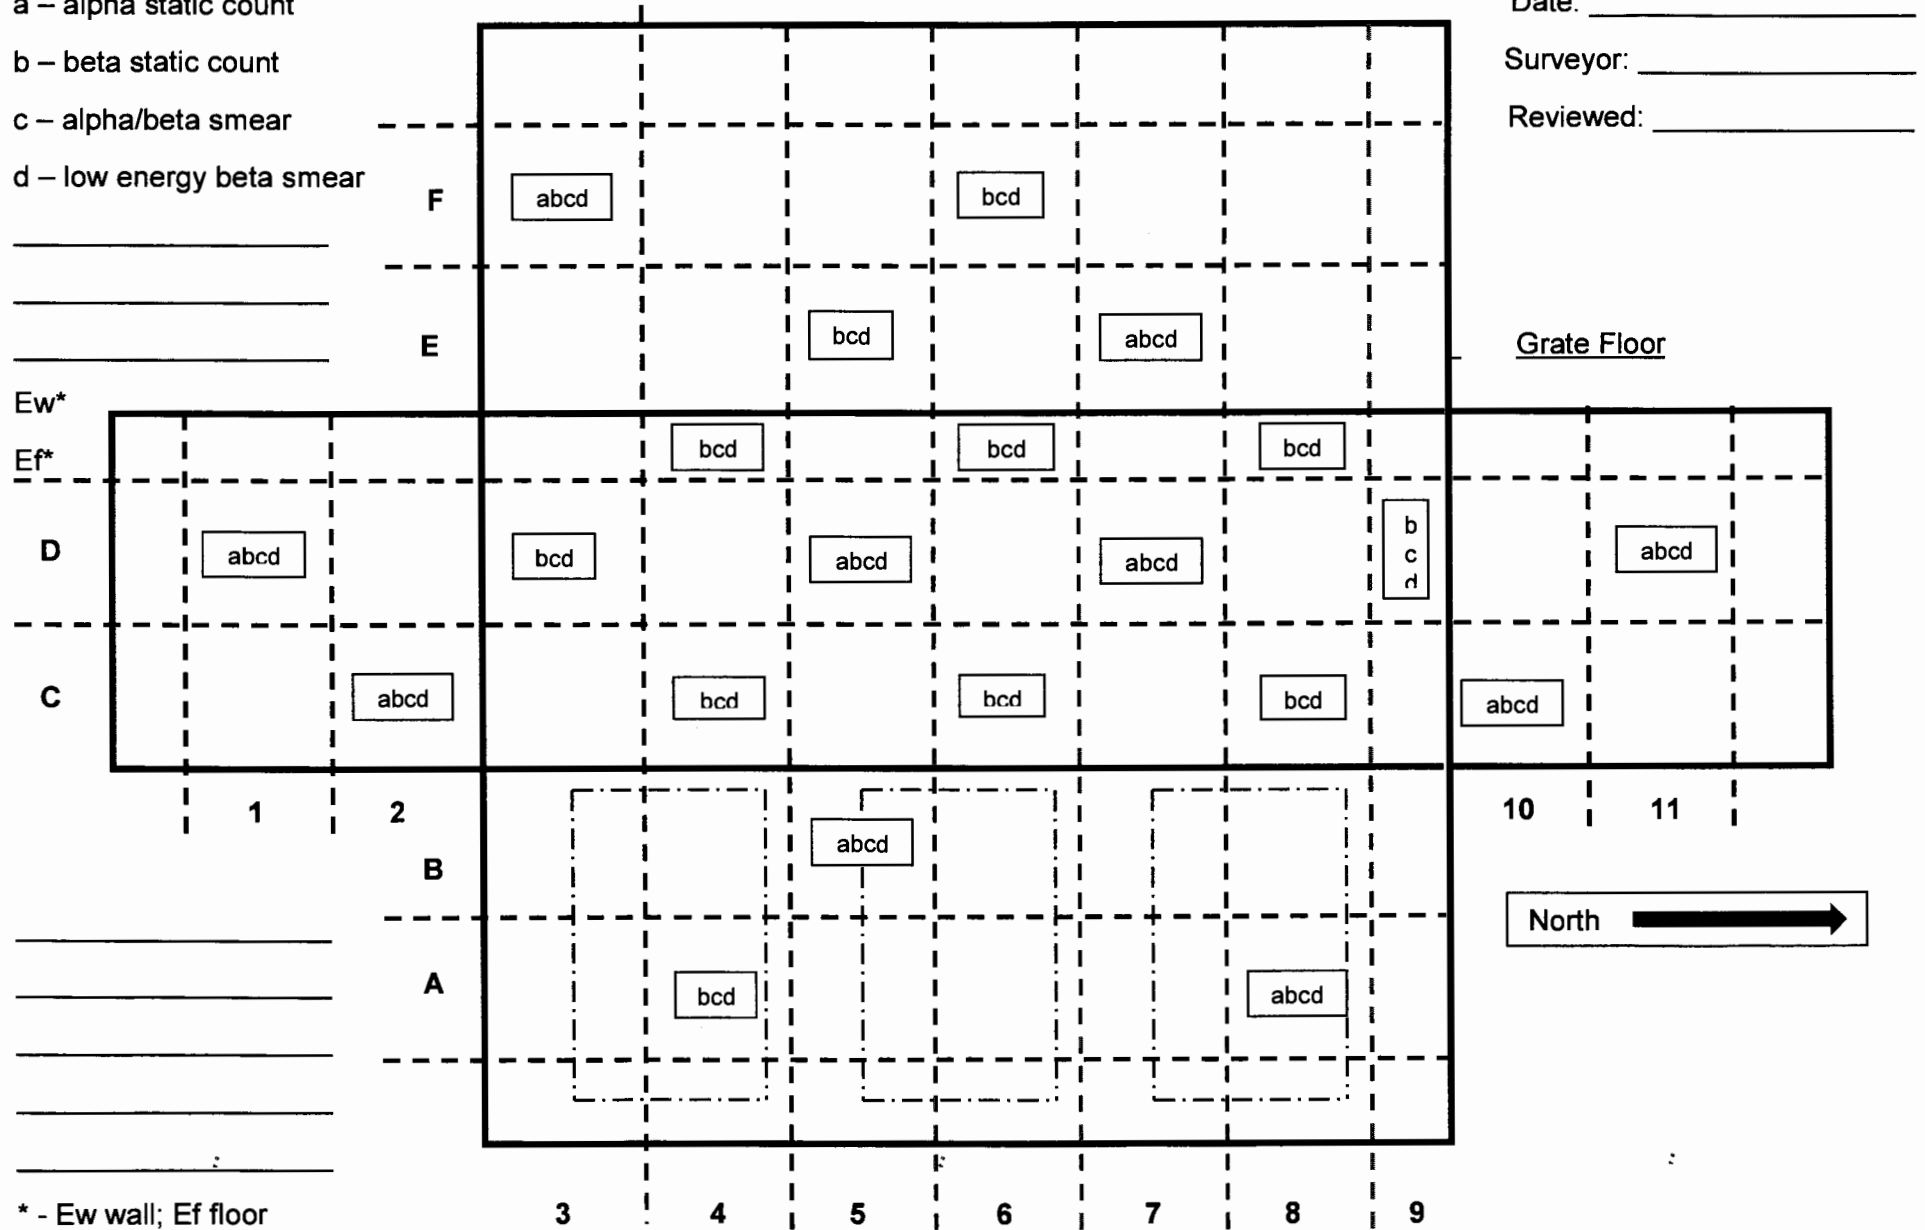 a – alpha static count
Date:
b – beta static count
Surveyor:
c – alpha/beta smear
Reviewed:
d – low energy beta smear
F
abcd
bcd
E
bcd
abcd
Grate Floor
Ew*
Ef*
bcd
bcd
bcd
D
abcd
bcd
abcd
abcd
b
c
d
abcd
C
abcd
bcd
bcd
bcd
abcd
1
2
10
11
B
abcd
North
A
bcd
abcd
* - Ew wall; Ef floor
3
4
5
6
7
8
9